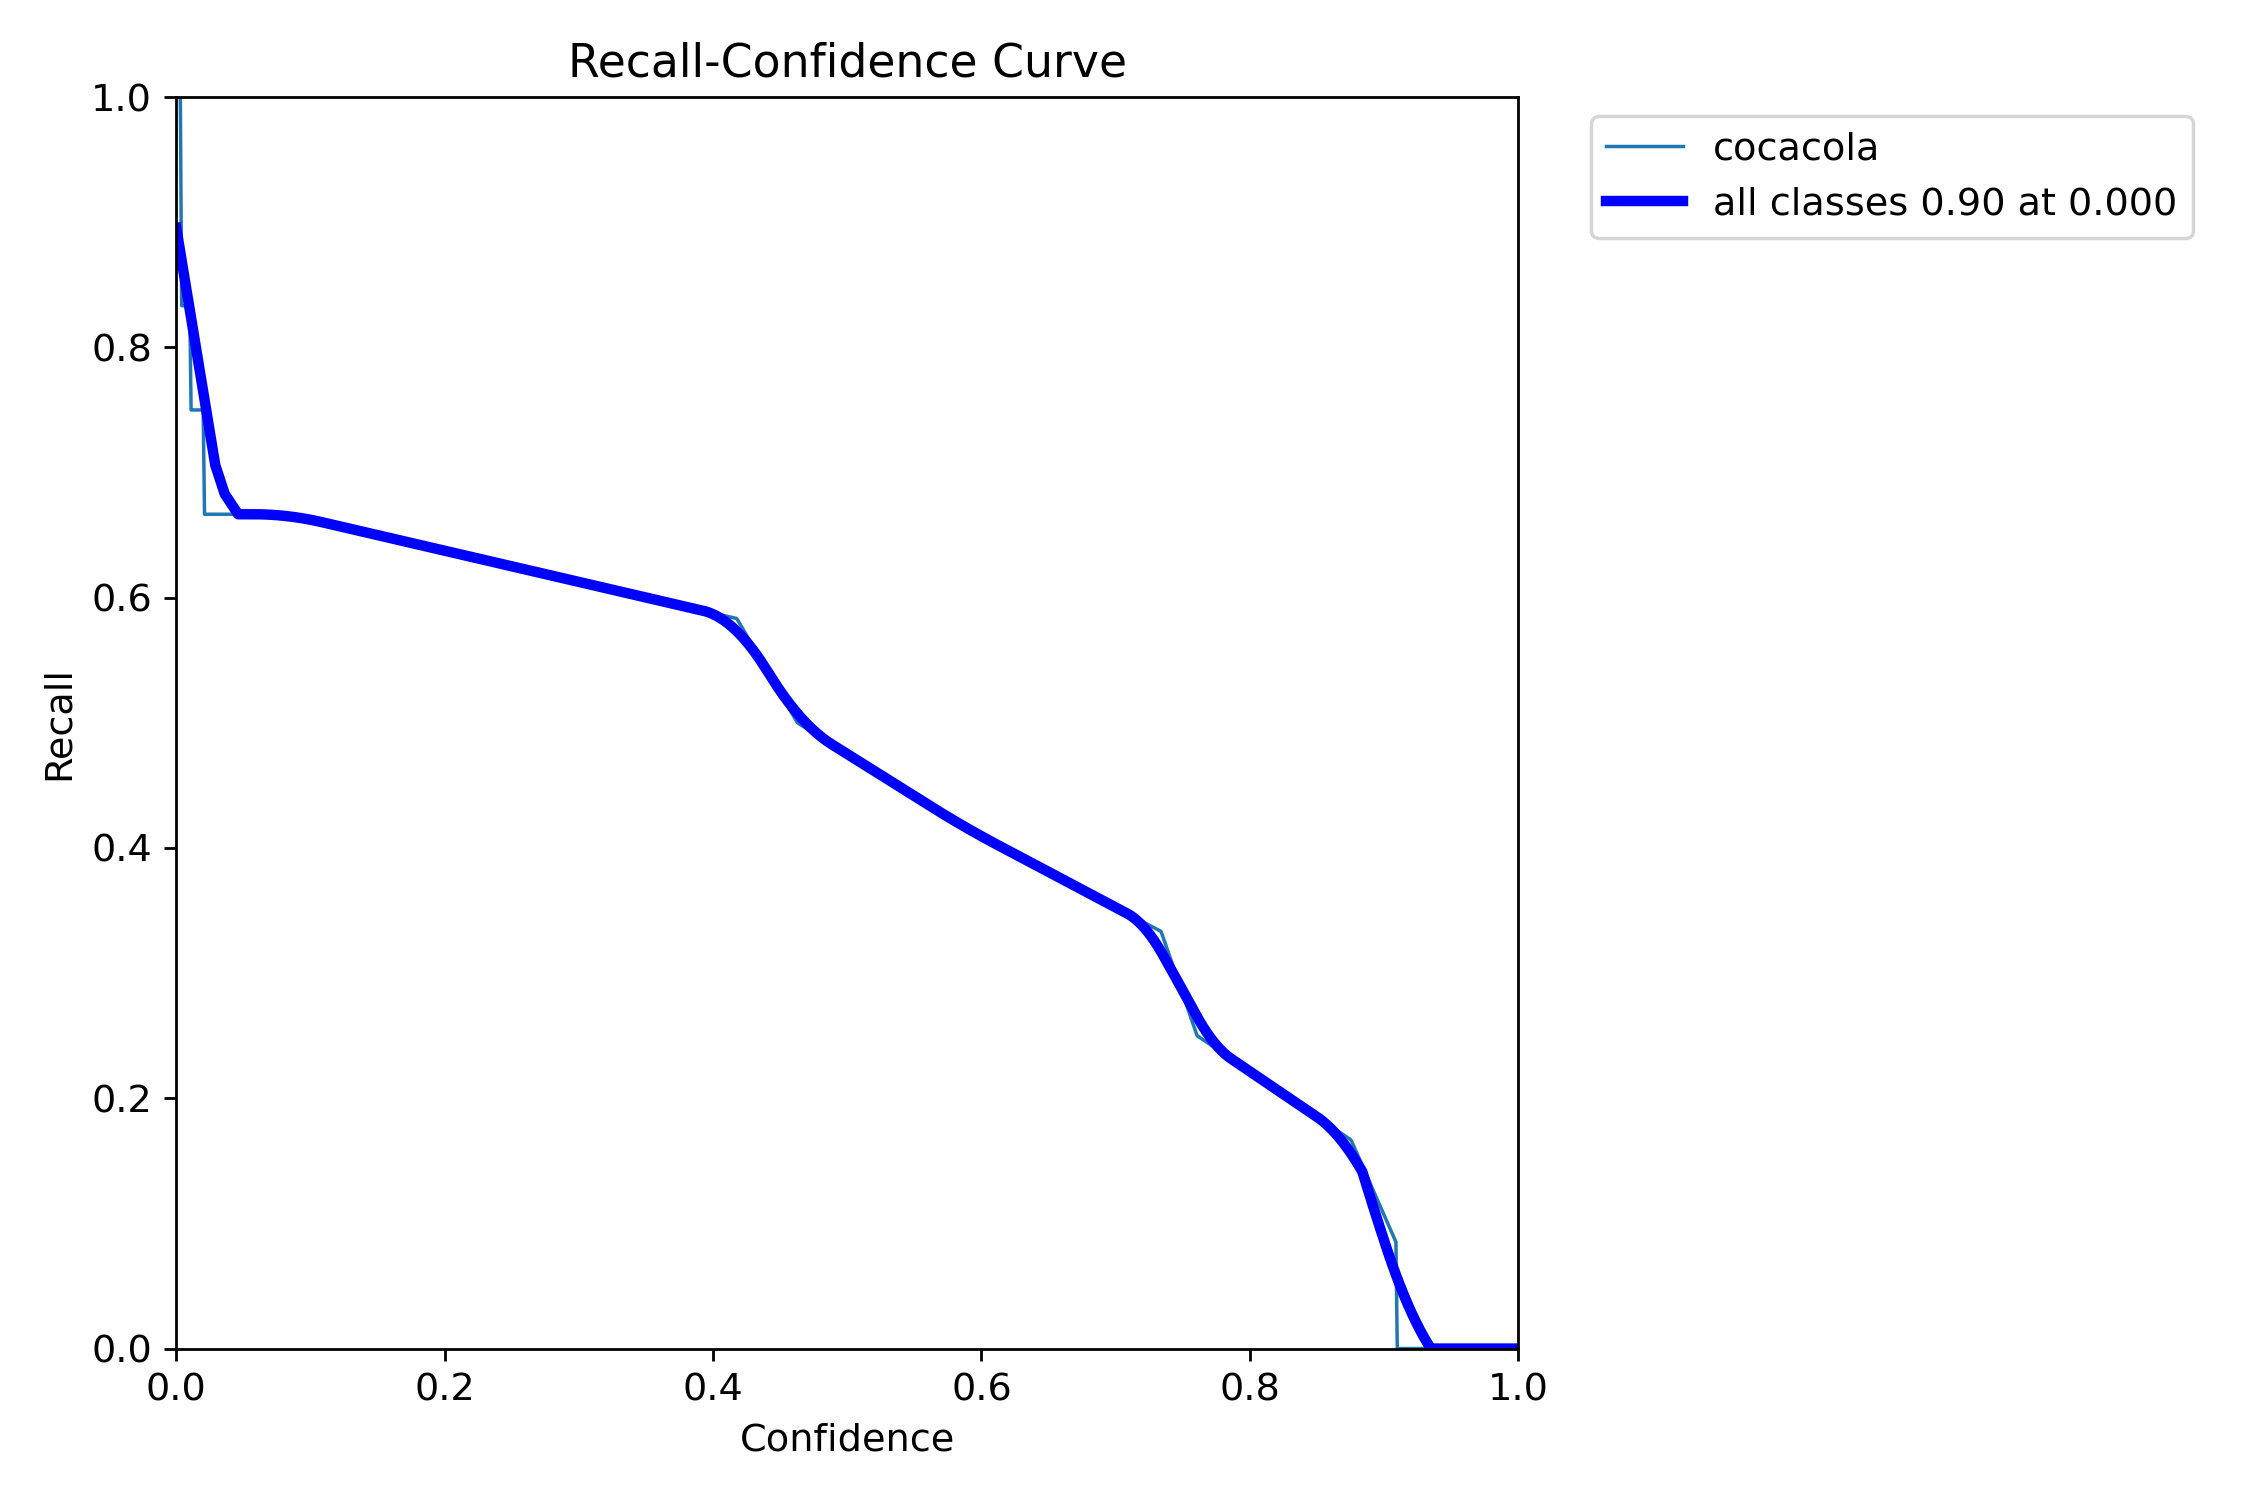 Recall-Confidence Curve
cocacola
all classes 0.90 at 0.000
1.0
0.8
0.6
0.4
0.2
0.0
Recall
0.0 0.2 0.4 0.6 0.8 1.0
Confidence